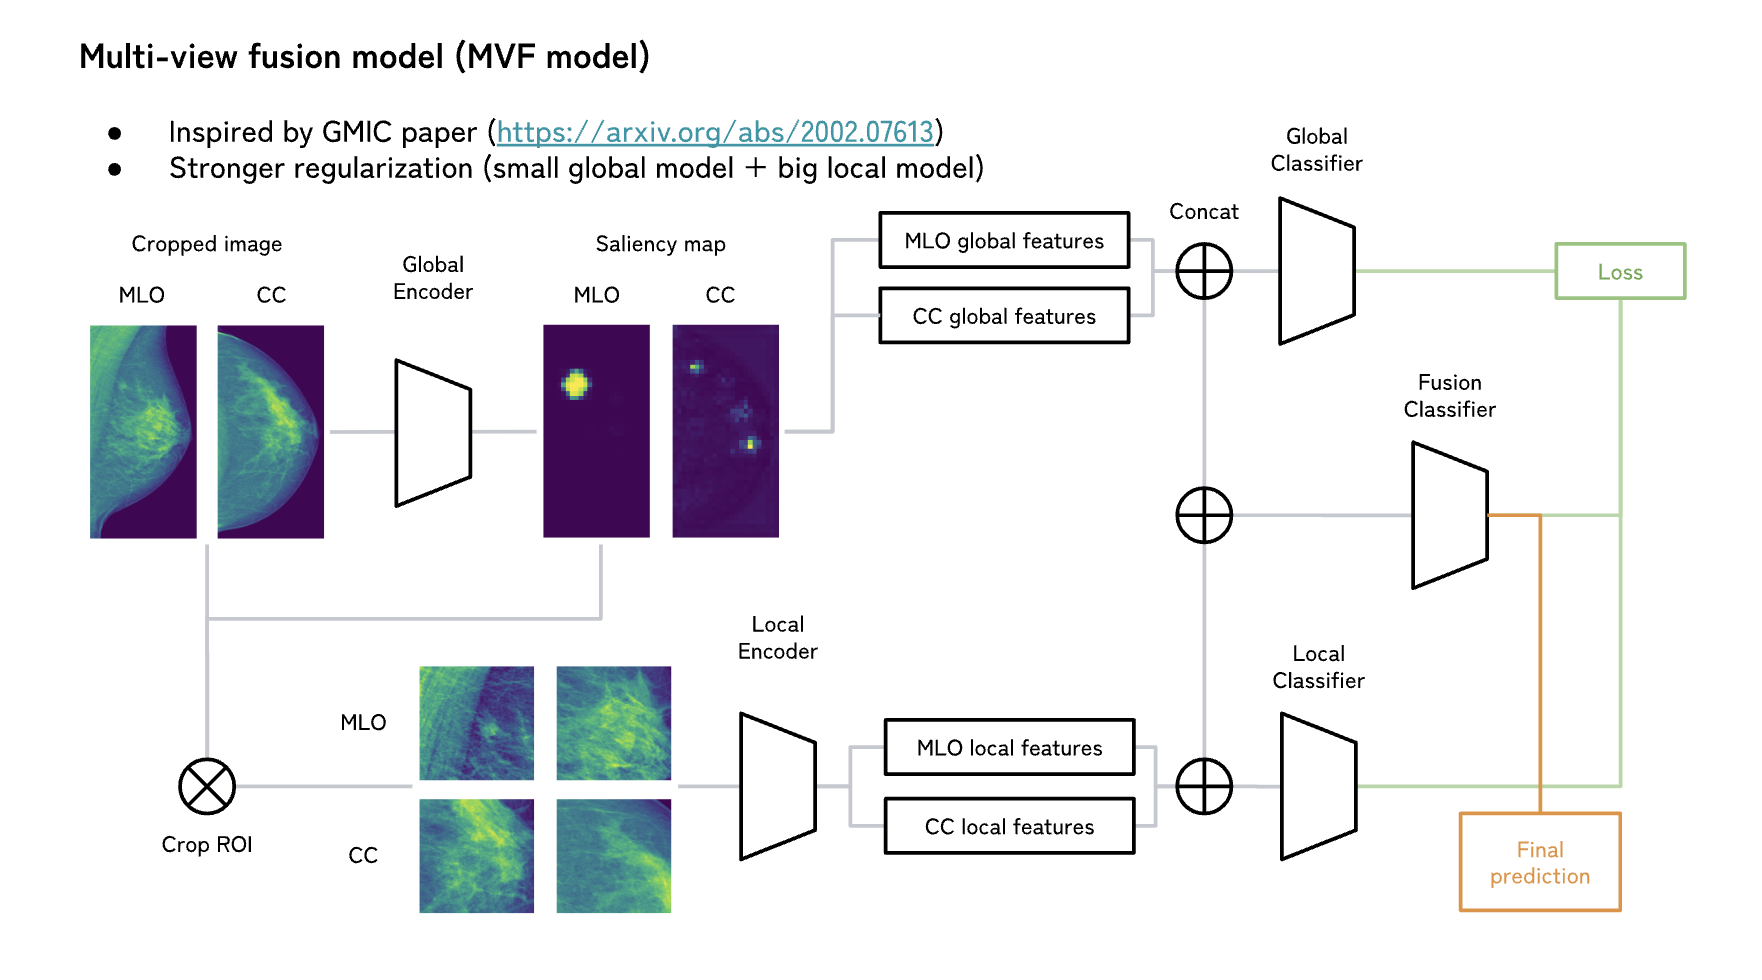 Multi-view fusion model (MVF model)
● Inspired by GMIC paper (https://arxiv.org/abs/2002.07613)
● Stronger regularization (small global model + big local model)
Cropped image
MLO
CC
Global
Encoder
Saliency map
MLO
CC
MLO global features
CC global features
Concat
Global
Classifier
Loss
Fusion
Classifier
Crop ROI
MLO
CC
Local
Encoder
MLO local features
CC local features
Local
Classifier
Final
prediction